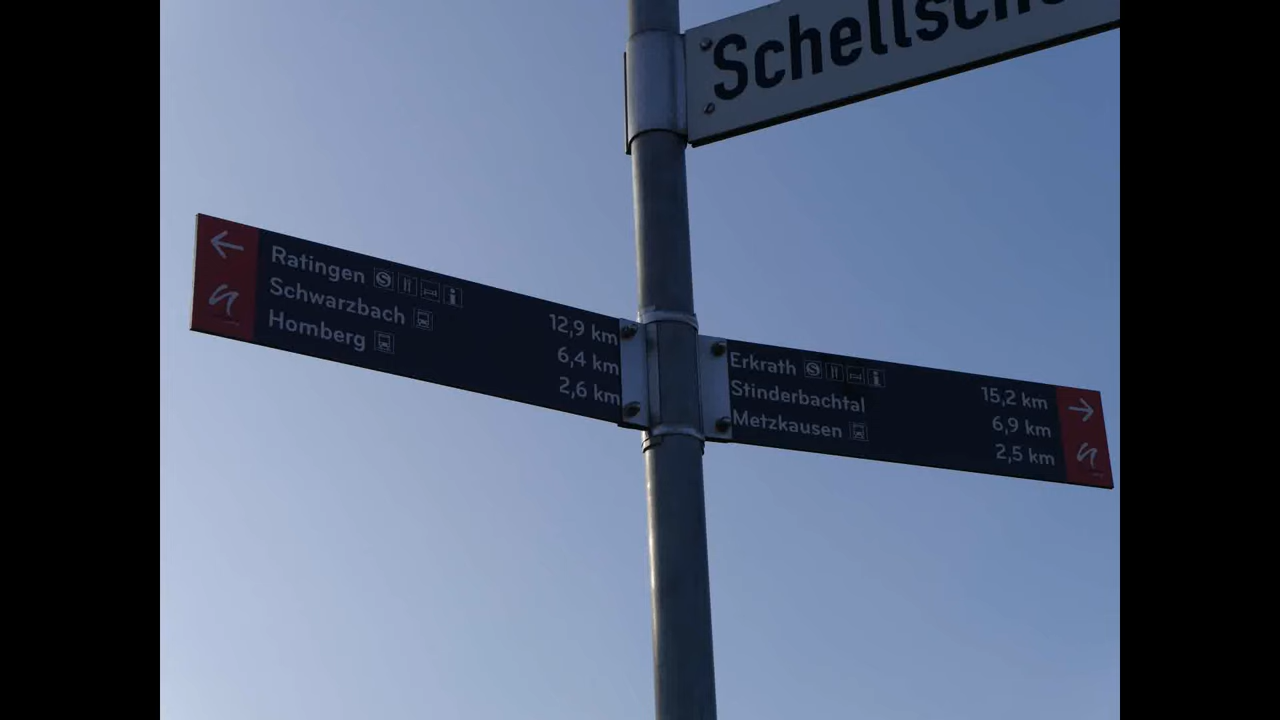 Ratingen
Schwarzbach
Homberg
12,9 km
6,4 km
2,6 km
Erkrath
Stinderbachtal
Metzkausen
15,2 km
6,9 km
2,5 km